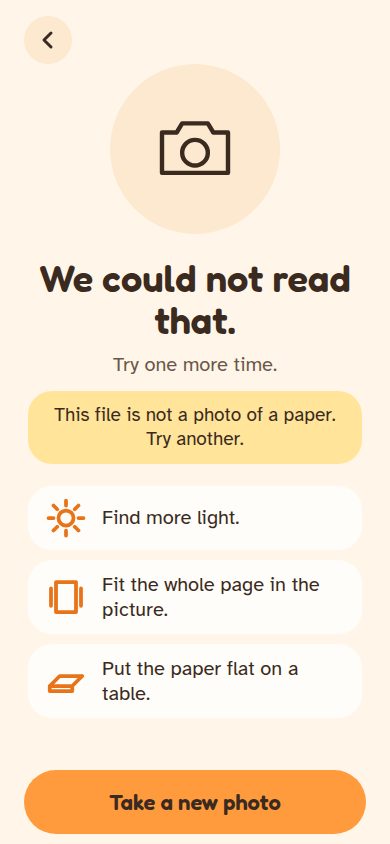 We could not read
that.
Try one more time.
This file is not a photo of a paper.
Try another.
Find more light.
Fit the whole page in the
picture.
Put the paper flat on a
table.
Take a new photo